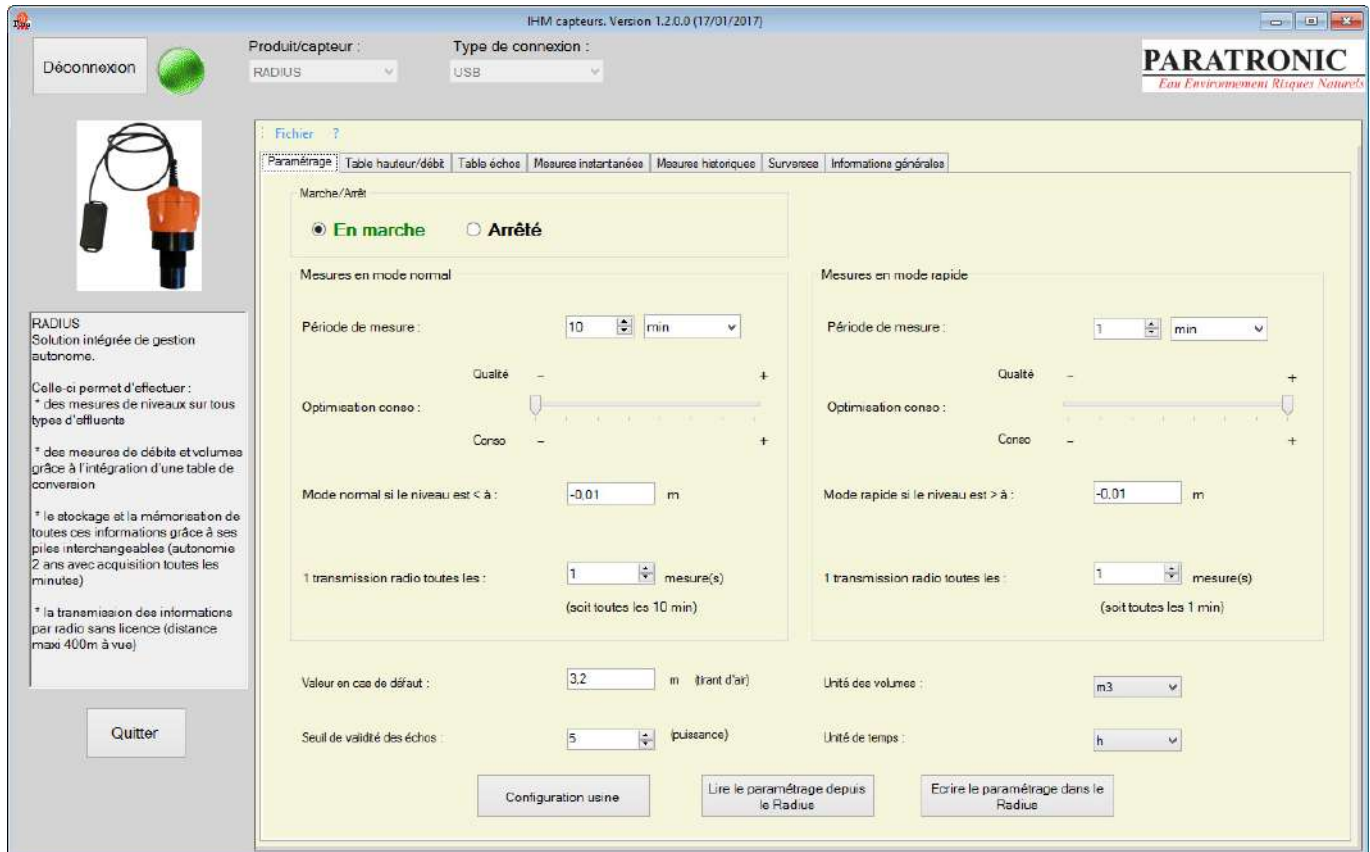 IHM capteurs. Version 1.2.0.0 (17/01/2017)
Déconnexion
Produit/capteur :
RADIUS
Type de connexion :
USB
PARATRONIC
Eau Environnement Risques Naturels
Fichier ?
Paramétrage Table hauteur/débit Table échos Mesures instantanées Mesures historiques Surverses Informations générales
Marche/Arrêt
En marche Arrêté
RADIUS
Solution intégrée de gestion
autonome.
Celle-ci permet d'effectuer :
* des mesures de niveaux sur tous
types d'effluents
* des mesures de débits et volumes
grâce à l'intégration d'une table de
conversion
* le stockage et la mémorisation de
toutes ces informations grâce à ses
piles interchangeables (autonomie
2 ans avec acquisition toutes les
minutes)
* la transmission des informations
par radio sans licence (distance
maxi 400m à vue)
Quitter
Mesures en mode normal
Période de mesure : 10 min
Qualité - +
Optimisation conso :
Conso - +
Mode normal si le niveau est < à : -0,01 m
1 transmission radio toutes les : 1 mesure(s)
(soit toutes les 10 min)
Mesures en mode rapide
Période de mesure : 1 min
Qualité - +
Optimisation conso :
Conso - +
Mode rapide si le niveau est > à : -0,01 m
1 transmission radio toutes les : 1 mesure(s)
(soit toutes les 1 min)
Valeur en cas de défaut : 3,2 m (tirant d'air)
Unité des volumes : m3
Seuil de validité des échos : 5 (puissance)
Unité de temps : h
Configuration usine
Lire le paramétrage depuis
le Radius
Ecrire le paramétrage dans le
Radius